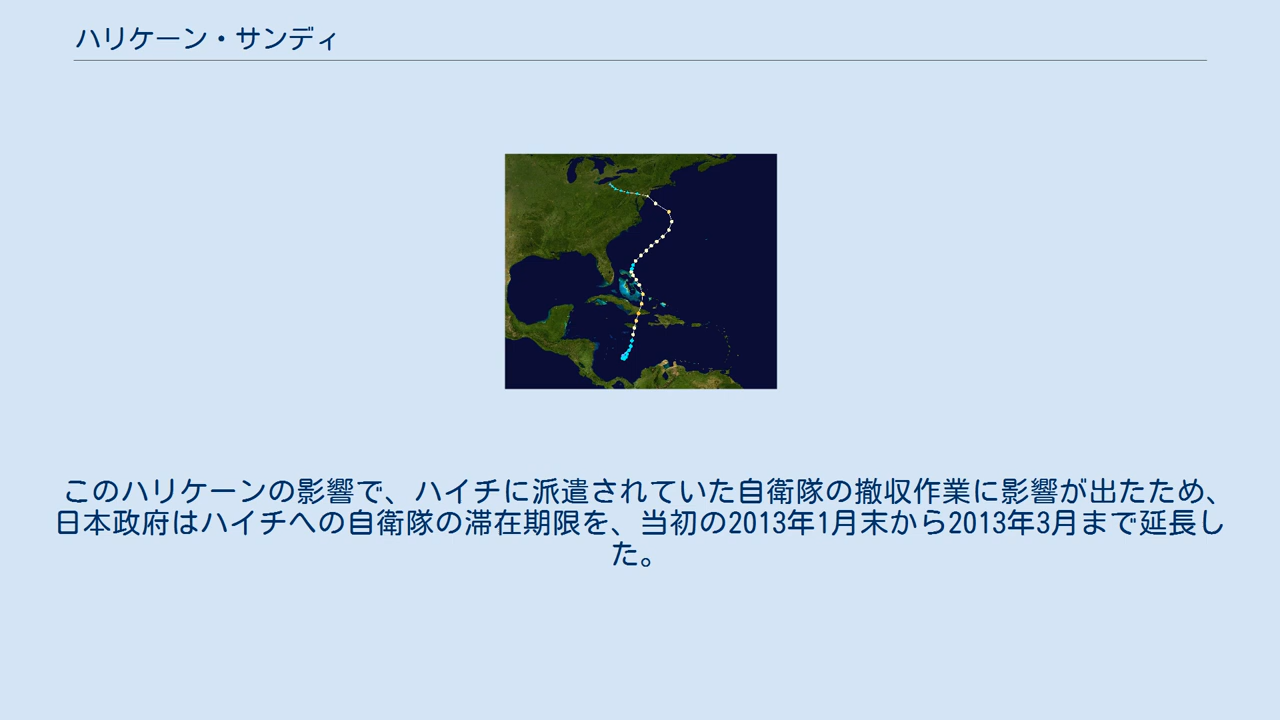 ハリケーン・サンディ
このハリケーンの影響で、ハイチに派遣されていた自衛隊の撤収作業に影響が出たため、
日本政府はハイチへの自衛隊の滞在期限を、当初の2013年1月末から2013年3月まで延長し
た。